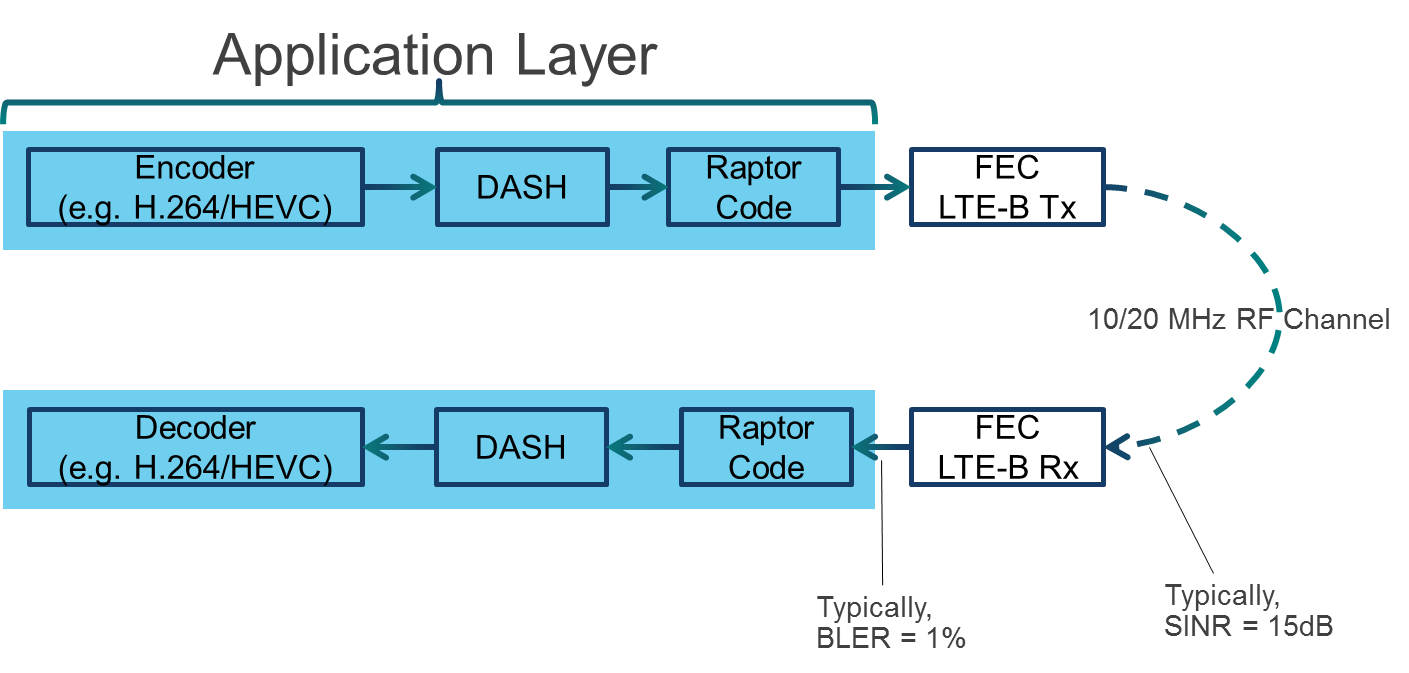 Application Layer
Encoder
(e.g. H.264/HEVC)
DASH
Raptor
Code
FEC
LTE-B Tx
10/20 MHz RF Channel
Decoder
(e.g. H.264/HEVC)
DASH
Raptor
Code
FEC
LTE-B Rx
Typically,
BLER = 1%
Typically,
SINR = 15dB